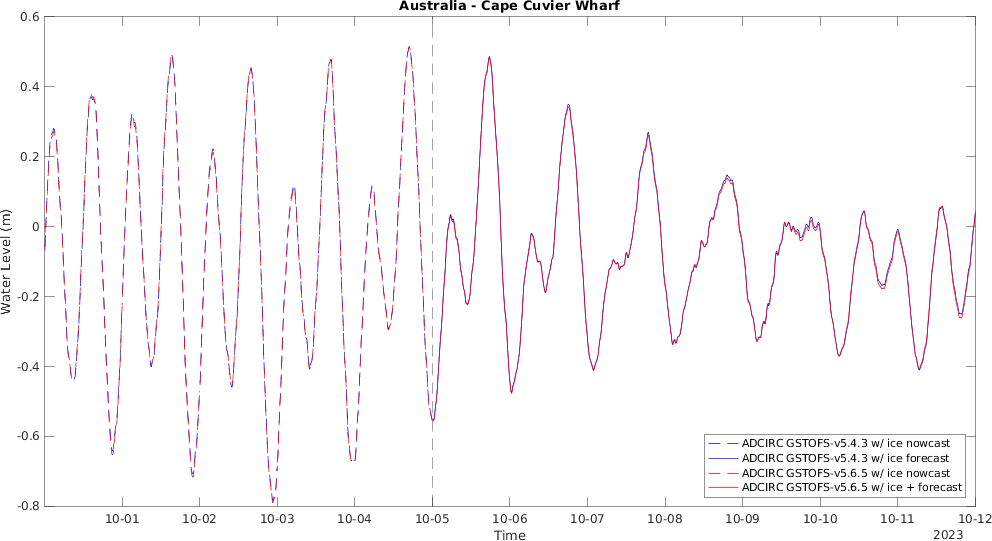 Australia - Cape Cuvier Wharf
Water Level (m)
0.6
0.4
0.2
0
-0.2
-0.4
-0.6
-0.8
ADCIRC GSTOFS-v5.4.3 w/ ice nowcast
ADCIRC GSTOFS-v5.4.3 w/ ice forecast
ADCIRC GSTOFS-v5.6.5 w/ ice nowcast
ADCIRC GSTOFS-v5.6.5 w/ ice + forecast
10-01 10-02 10-03 10-04 10-05 10-06 10-07 10-08 10-09 10-10 10-11 10-12
Time
2023